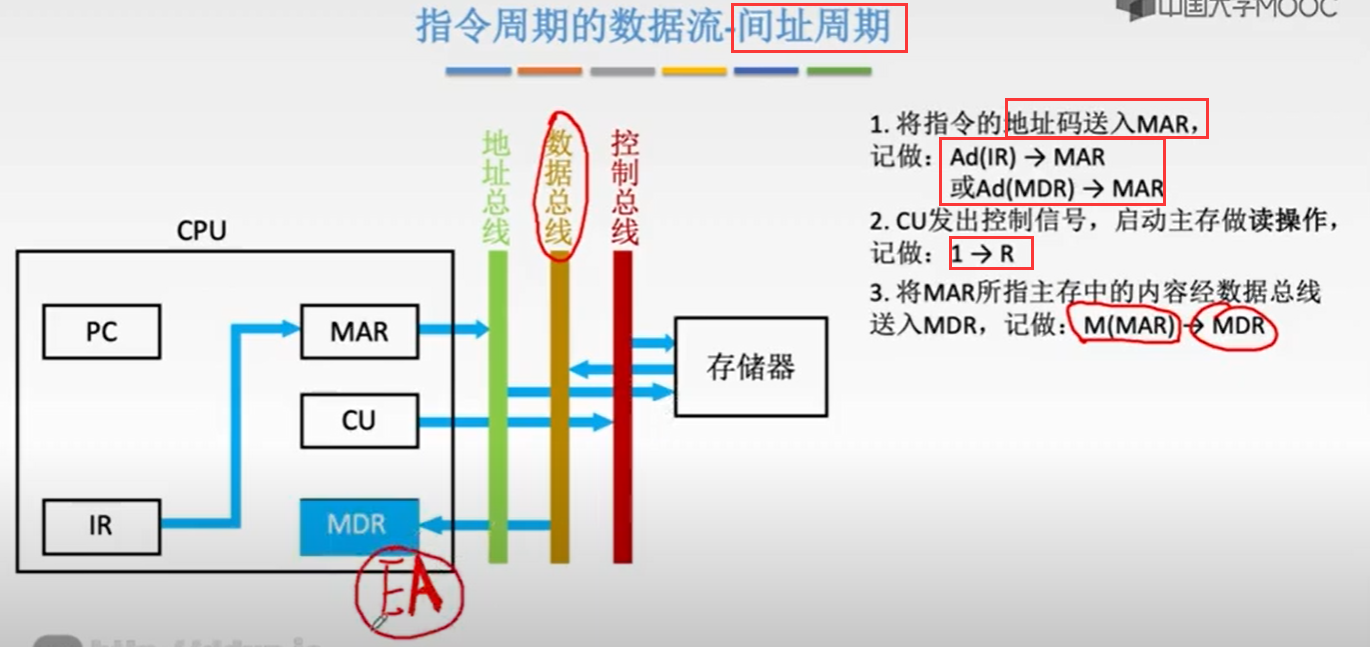 中国大学MOOC
指令周期的数据流-间址周期
地址总线
数据总线
控制总线
CPU
PC
MAR
CU
IR
MDR
存储器
EA
1. 将指令的地址码送入MAR，
记做：Ad(IR) → MAR
或Ad(MDR) → MAR
2. CU发出控制信号，启动主存做读操作，
记做：1 → R
3. 将MAR所指主存中的内容经数据总线
送入MDR，记做：M(MAR) → MDR